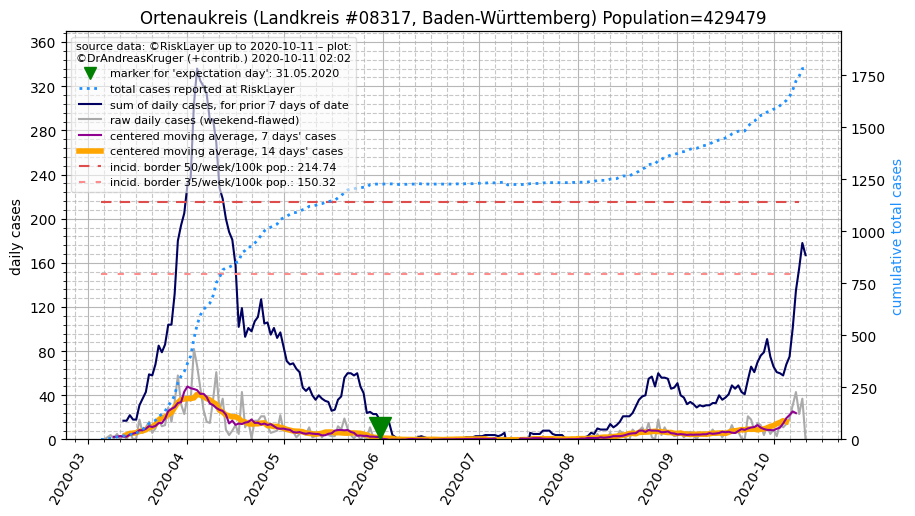 Ortenaukreis (Landkreis #08317, Baden-Württemberg) Population=429479
source data: ©RiskLayer up to 2020-10-11 – plot:
©DrAndreasKruger (+contrib.) 2020-10-11 02:02
marker for 'expectation day': 31.05.2020
total cases reported at RiskLayer
sum of daily cases, for prior 7 days of date
raw daily cases (weekend-flawed)
centered moving average, 7 days' cases
centered moving average, 14 days' cases
incid. border 50/week/100k pop.: 214.74
incid. border 35/week/100k pop.: 150.32
daily cases
360
320
280
240
200
160
120
80
40
0
cumulative total cases
1750
1500
1250
1000
750
500
250
0
2020-03
2020-04
2020-05
2020-06
2020-07
2020-08
2020-09
2020-10